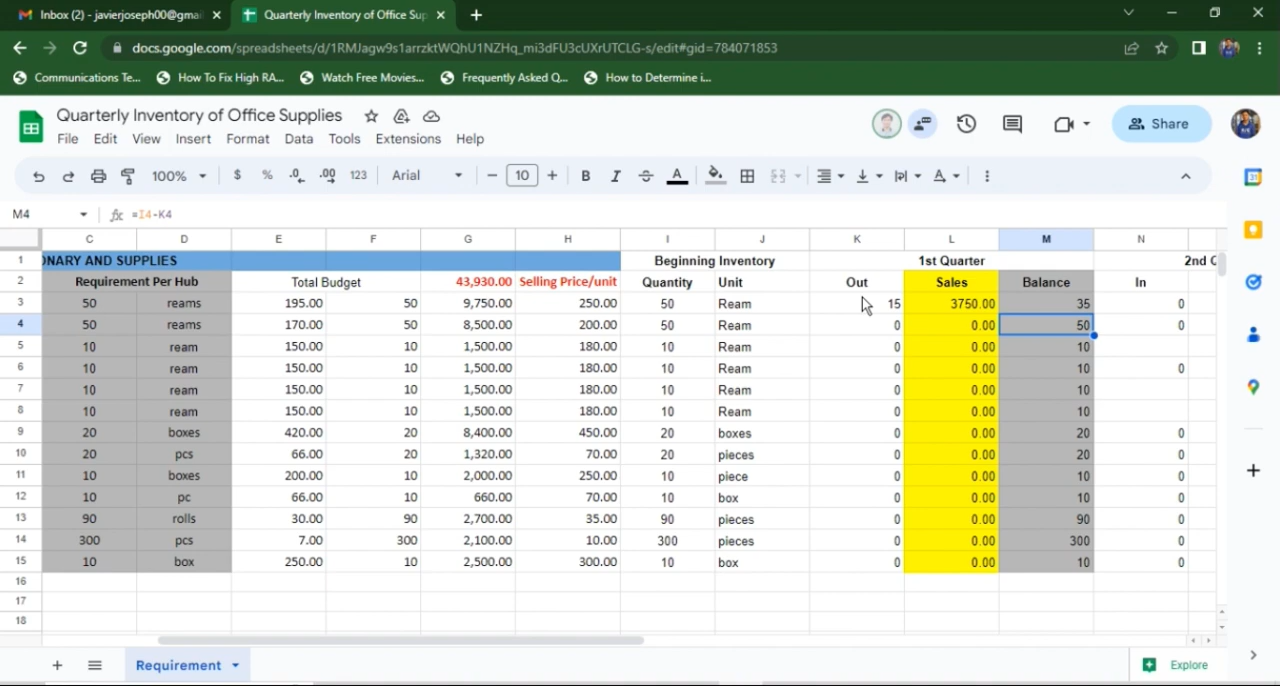 Inbox (2) - javierjoseph00@gmai
Quarterly Inventory of Office Sup
docs.google.com/spreadsheets/d/1RMJagw9s1arrzktWQhU1NZHq_mi3dFU3cUXrUTCLG-s/edit#gid=784071853
Communications Te... How To Fix High RA... Watch Free Movies... Frequently Asked Q... How to Determine i...
Quarterly Inventory of Office Supplies
Share
File Edit View Insert Format Data Tools Extensions Help
100% $ % .0 .00 123 Arial 10 B I S A
M4 fx =I4-K4
C D E F G H I J K L M N
1 ONARY AND SUPPLIES Beginning Inventory 1st Quarter 2nd Q
2 Requirement Per Hub Total Budget 43,930.00 Selling Price/unit Quantity Unit Out Sales Balance In
3 50 reams 195.00 50 9,750.00 250.00 50 Ream 15 3750.00 35 0
4 50 reams 170.00 50 8,500.00 200.00 50 Ream 0 0.00 50 0
5 10 ream 150.00 10 1,500.00 180.00 10 Ream 0 0.00 10
6 10 ream 150.00 10 1,500.00 180.00 10 Ream 0 0.00 10 0
7 10 ream 150.00 10 1,500.00 180.00 10 Ream 0 0.00 10
8 10 ream 150.00 10 1,500.00 180.00 10 Ream 0 0.00 10
9 20 boxes 420.00 20 8,400.00 450.00 20 boxes 0 0.00 20 0
10 20 pcs 66.00 20 1,320.00 70.00 20 pieces 0 0.00 20 0
11 10 boxes 200.00 10 2,000.00 250.00 10 piece 0 0.00 10 0
12 10 pc 66.00 10 660.00 70.00 10 box 0 0.00 10 0
13 90 rolls 30.00 90 2,700.00 35.00 90 pieces 0 0.00 90 0
14 300 pcs 7.00 300 2,100.00 10.00 300 pieces 0 0.00 300 0
15 10 box 250.00 10 2,500.00 300.00 10 box 0 0.00 10 0
16
17
18
Requirement Explore